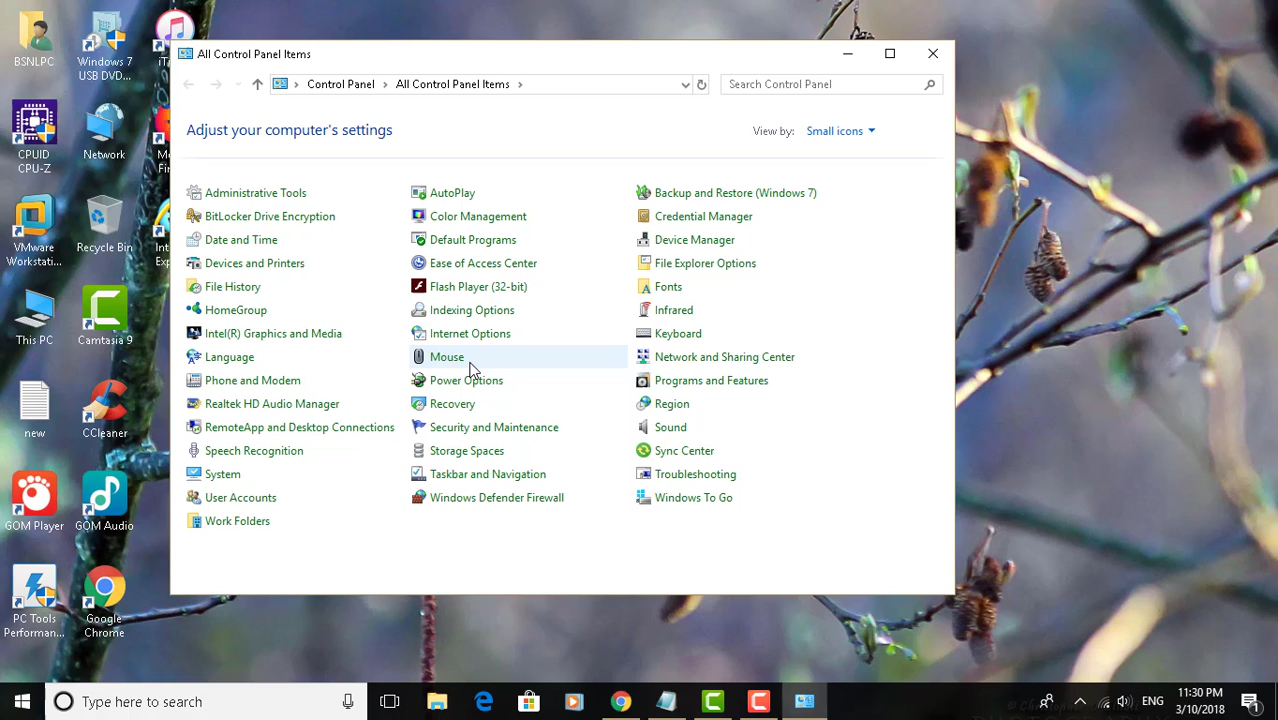 BSNLPC
Windows 7
USB DVD...
CPUID
CPU-Z
Network
VMware
Workstati...
Recycle Bin
This PC
Camtasia 9
new
CCleaner
GOM Player
GOM Audio
PC Tools
Performan...
Google
Chrome
All Control Panel Items
Control Panel
All Control Panel Items
Search Control Panel
Adjust your computer's settings
View by:
Small icons
Administrative Tools
AutoPlay
Backup and Restore (Windows 7)
BitLocker Drive Encryption
Color Management
Credential Manager
Date and Time
Default Programs
Device Manager
Devices and Printers
Ease of Access Center
File Explorer Options
File History
Flash Player (32-bit)
Fonts
HomeGroup
Indexing Options
Infrared
Intel(R) Graphics and Media
Internet Options
Keyboard
Language
Mouse
Network and Sharing Center
Phone and Modem
Power Options
Programs and Features
Realtek HD Audio Manager
Recovery
Region
RemoteApp and Desktop Connections
Security and Maintenance
Sound
Speech Recognition
Storage Spaces
Sync Center
System
Taskbar and Navigation
Troubleshooting
User Accounts
Windows Defender Firewall
Windows To Go
Work Folders
Type here to search
ENG
11:30 PM
3/10/2018
1